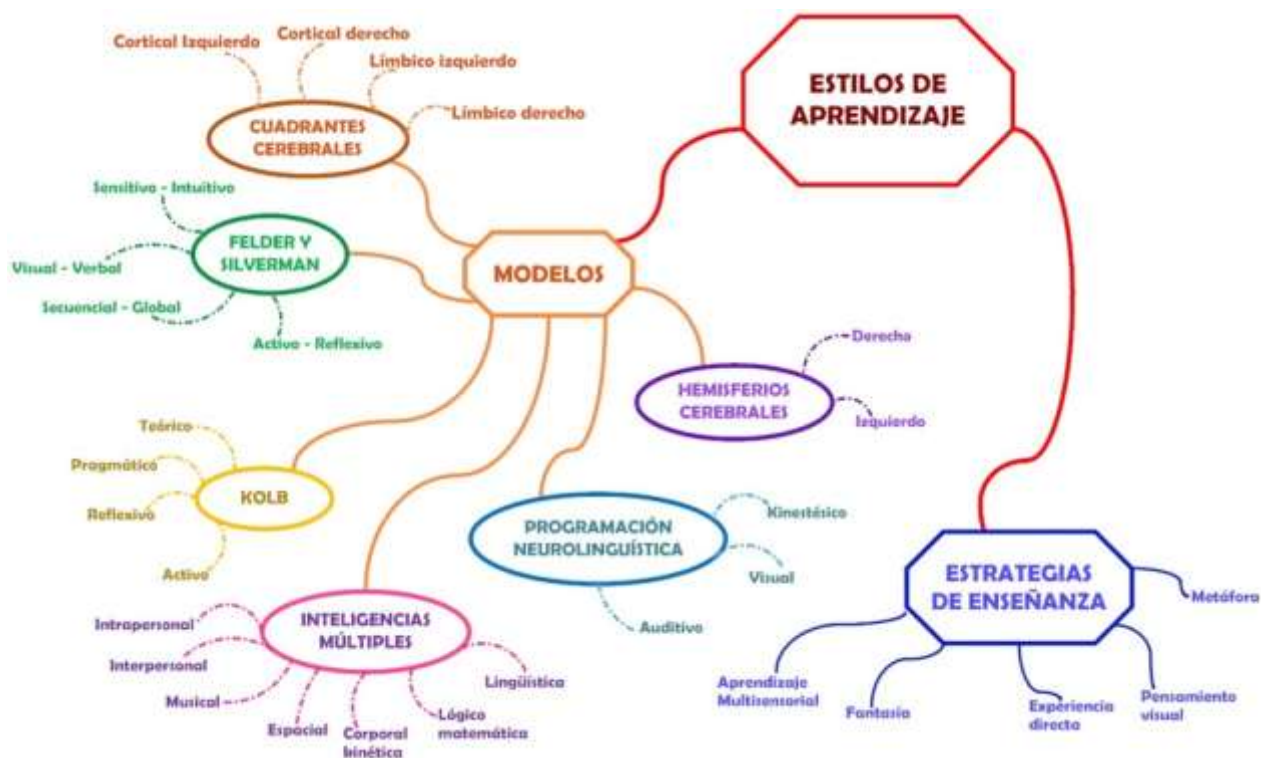 ESTILOS DE
APRENDIZAJE
MODELOS
CUADRANTES
CEREBRALES
Cortical Izquierdo
Cortical derecho
Límbico izquierdo
Límbico derecho
FELDER Y
SILVERMAN
Sensitivo - Intuitivo
Visual - Verbal
Secuencial - Global
Activo - Reflexivo
KOLB
Teórico
Pragmático
Reflexivo
Activo
INTELIGENCIAS
MÚLTIPLES
Intrapersonal
Interpersonal
Musical
Espacial
Corporal
kinética
Lógico
matemática
Lingüística
PROGRAMACIÓN
NEUROLINGUÍSTICA
Kinestésico
Visual
Auditivo
HEMISFERIOS
CEREBRALES
Derecho
Izquierdo
ESTRATEGIAS
DE ENSEÑANZA
Aprendizaje
Multisensorial
Fantasía
Experiencia
directa
Pensamiento
visual
Metáfora